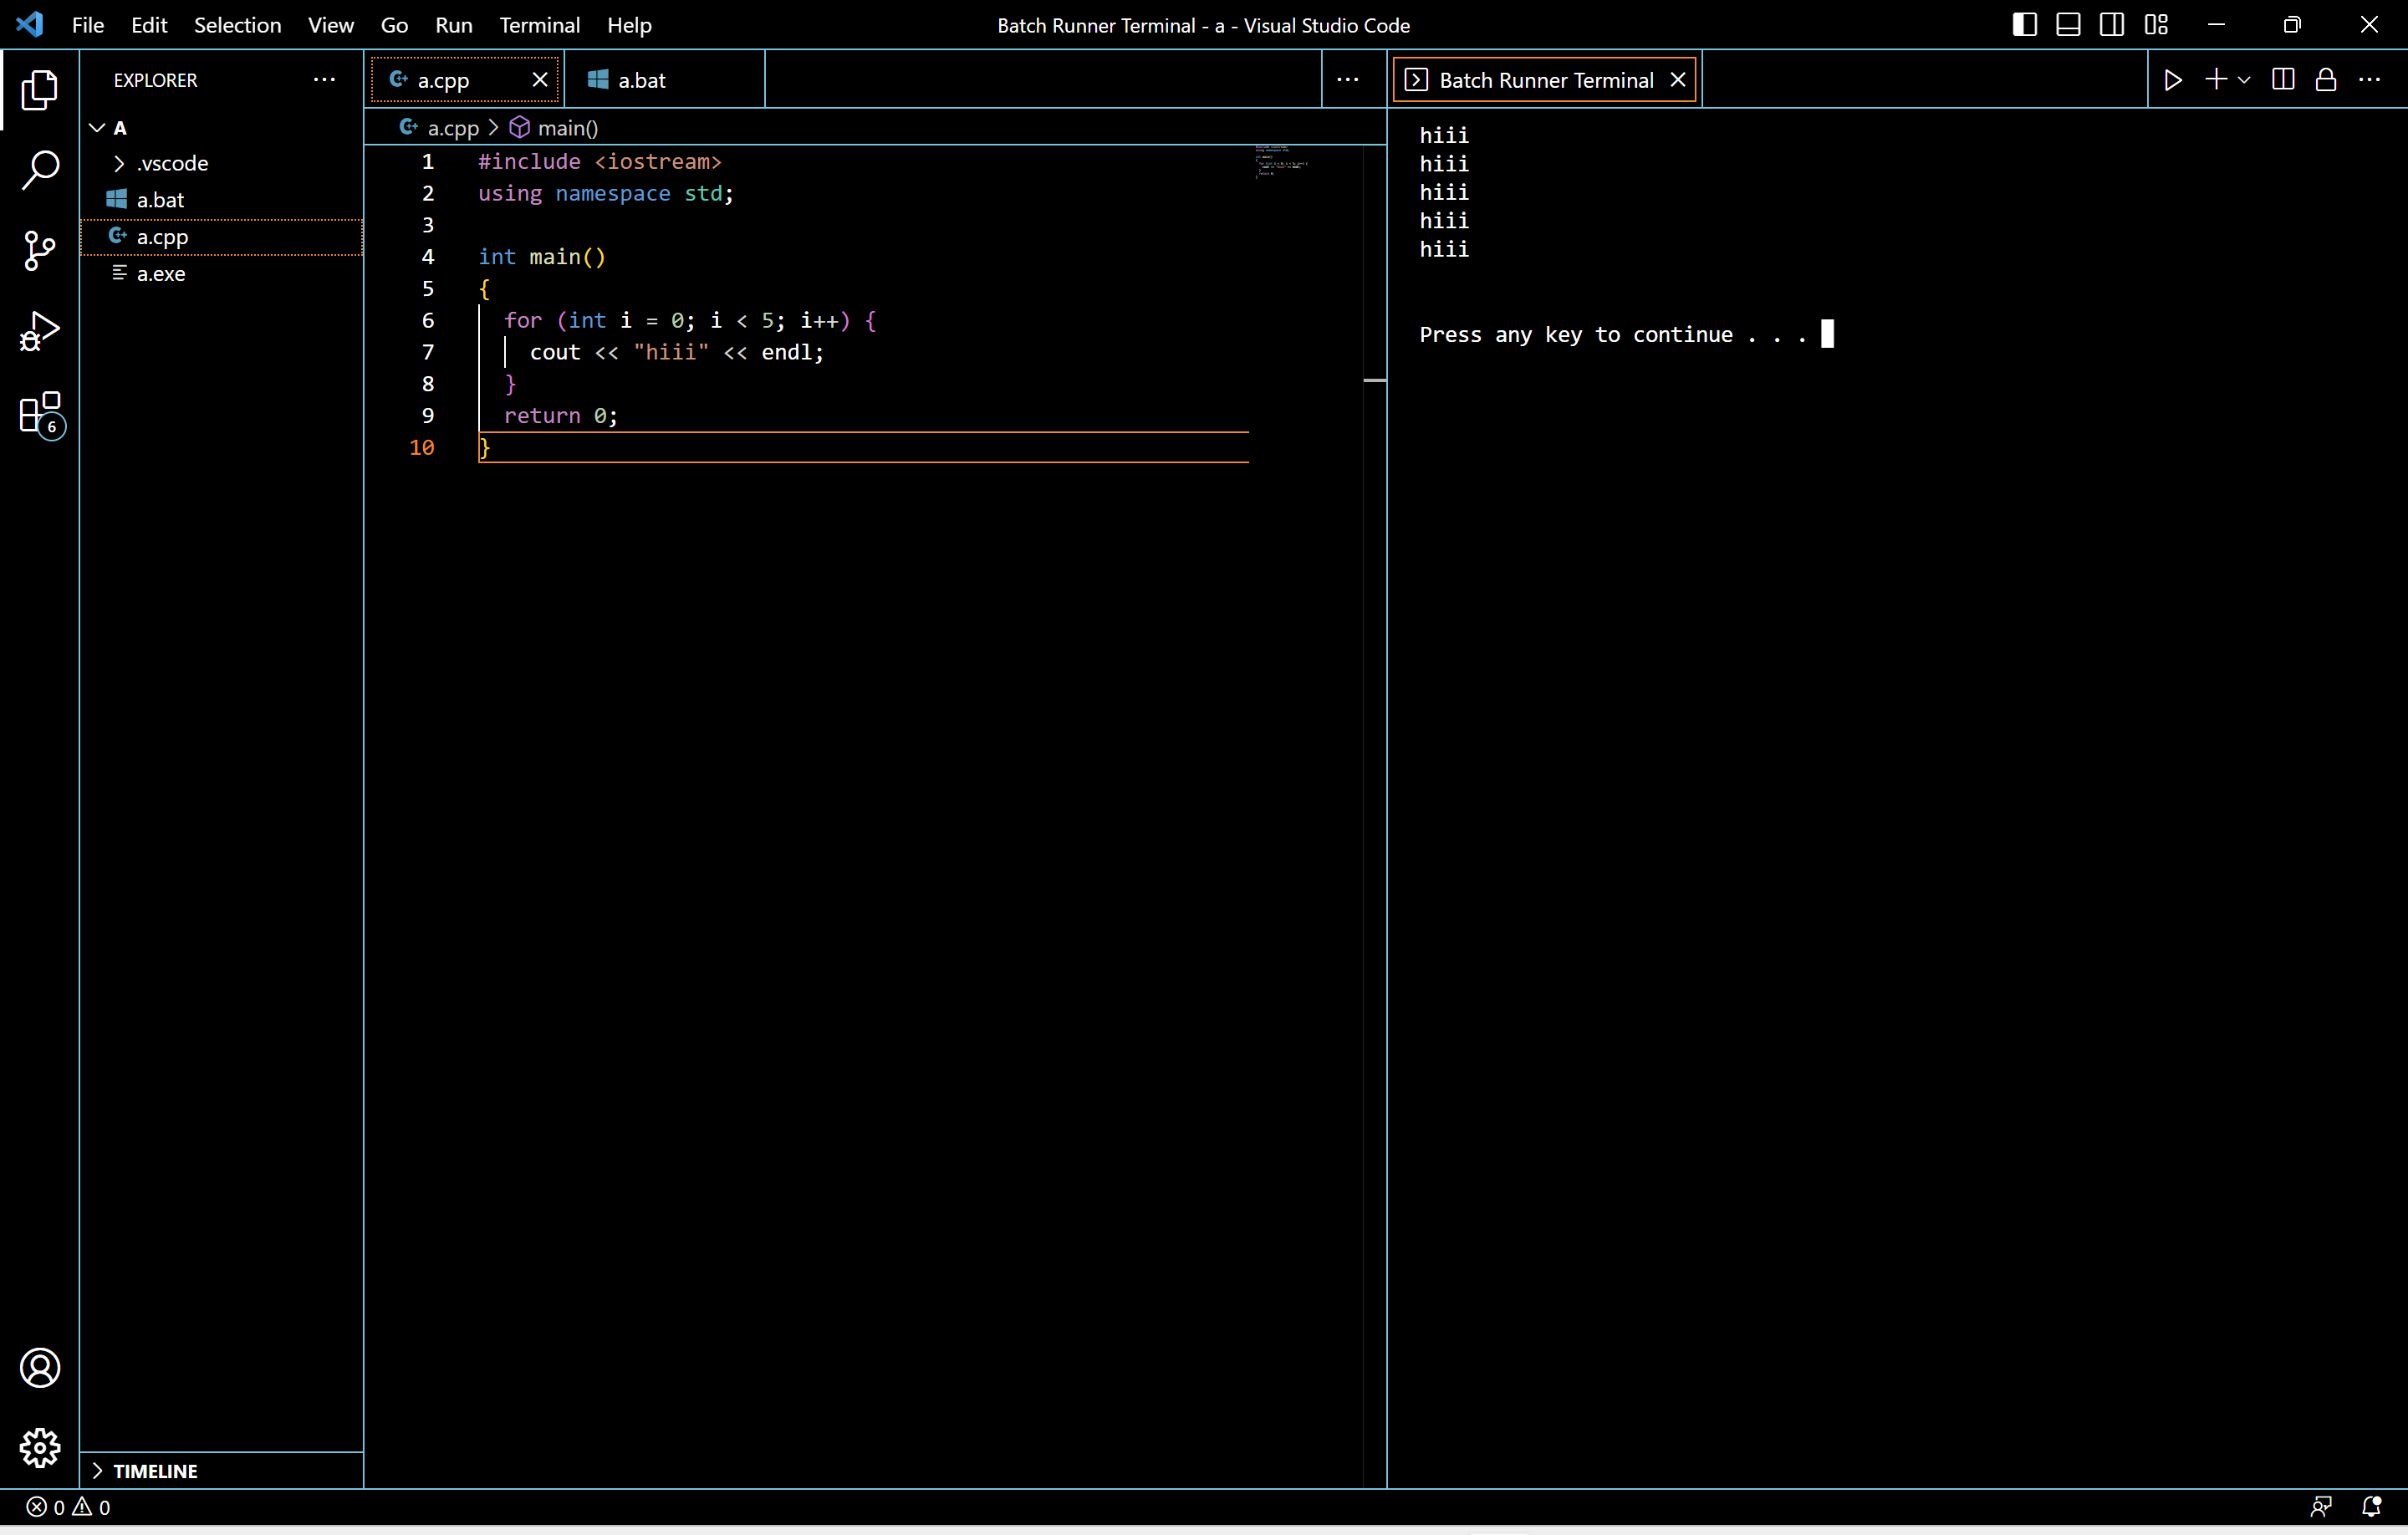 File Edit Selection View Go Run Terminal Help
Batch Runner Terminal - a - Visual Studio Code
EXPLORER
A
.vscode
a.bat
a.cpp
a.exe
6
TIMELINE
a.cpp
a.bat
a.cpp > main()
1 #include <iostream>
2 using namespace std;
3
4 int main()
5 {
6 for (int i = 0; i < 5; i++) {
7 cout << "hiii" << endl;
8 }
9 return 0;
10 }
Batch Runner Terminal
hiii
hiii
hiii
hiii
hiii
Press any key to continue . . .
0 0